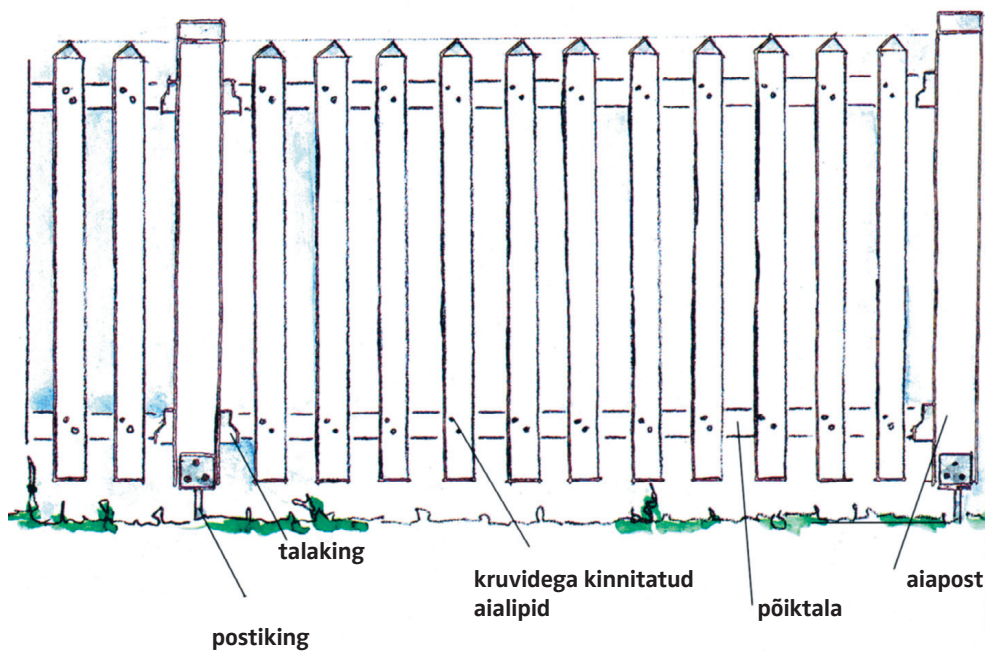 talaking
kruvidega kinnitatud
aialipid
põiktala
aiapost
postiking